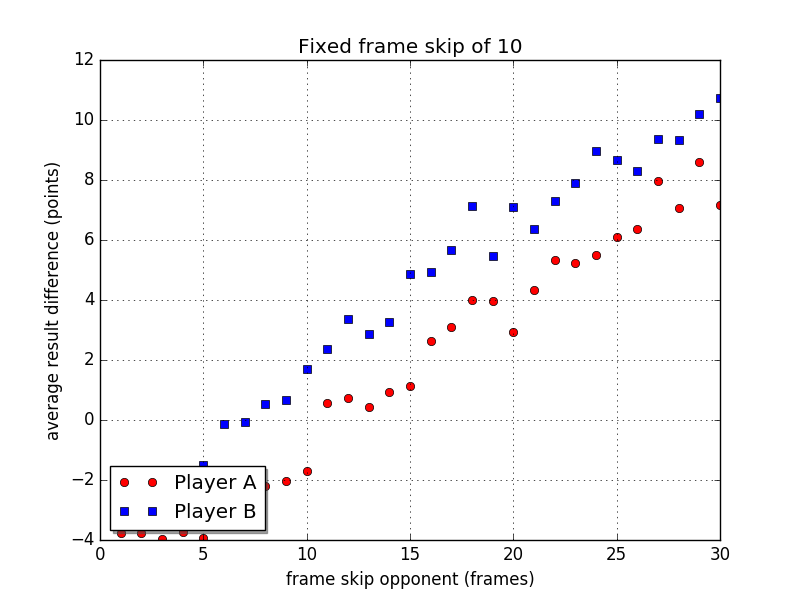 Fixed frame skip of 10
average result difference (points)
12
10
8
6
4
2
0
−2
−4
Player A
Player B
0 5 10 15 20 25 30
frame skip opponent (frames)